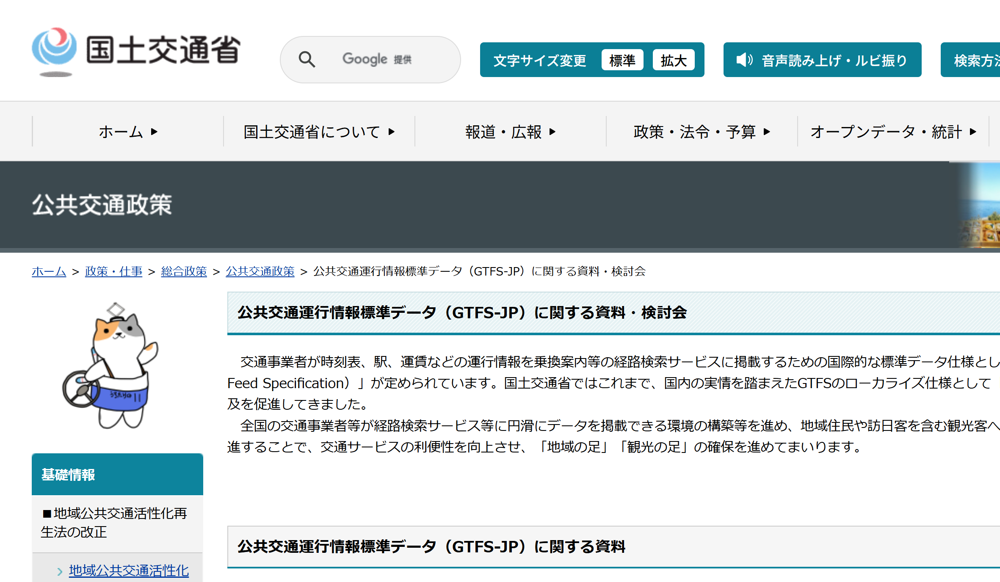 国土交通省
Google 提供
文字サイズ変更 標準 拡大
音声読み上げ・ルビ振り
検索方法
ホーム
国土交通省について
報道・広報
政策・法令・予算
オープンデータ・統計
公共交通政策
ホーム > 政策・仕事 > 総合政策 > 公共交通政策 > 公共交通運行情報標準データ（GTFS-JP）に関する資料・検討会
公共交通運行情報標準データ（GTFS-JP）に関する資料・検討会
交通事業者が時刻表、駅、運賃などの運行情報を乗換案内等の経路検索サービスに掲載するための国際的な標準データ仕様とし
Feed Specification）」が定められています。国土交通省ではこれまで、国内の実情を踏まえたGTFSのローカライズ仕様として「
及を促進してきました。
全国の交通事業者等が経路検索サービス等に円滑にデータを掲載できる環境の構築等を進め、地域住民や訪日客を含む観光客へ
進することで、交通サービスの利便性を向上させ、「地域の足」「観光の足」の確保を進めてまいります。
基礎情報
■地域公共交通活性化再
生法の改正
地域公共交通活性化
公共交通運行情報標準データ（GTFS-JP）に関する資料